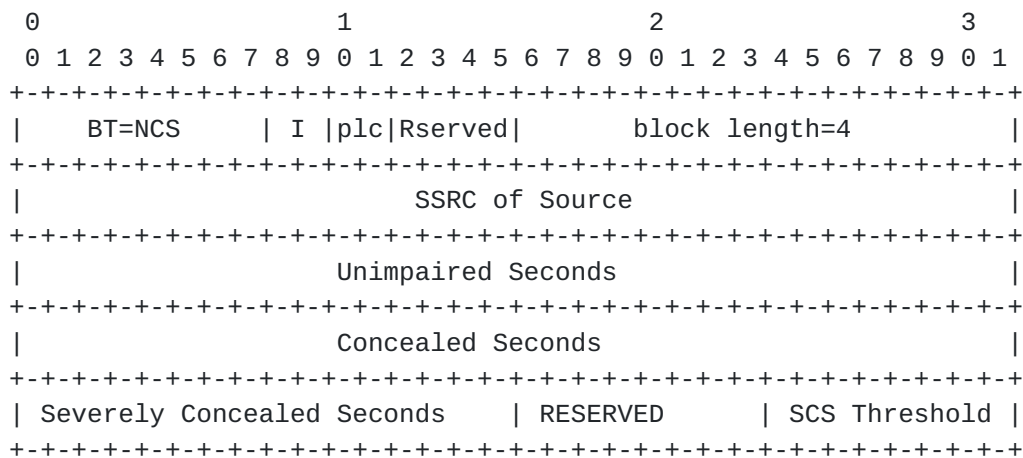 0                   1                   2                   3
0 1 2 3 4 5 6 7 8 9 0 1 2 3 4 5 6 7 8 9 0 1 2 3 4 5 6 7 8 9 0 1
+-+-+-+-+-+-+-+-+-+-+-+-+-+-+-+-+-+-+-+-+-+-+-+-+-+-+-+-+-+-+-+-+
|    BT=NCS     | I |plc|Rserved|       block length=4          |
+-+-+-+-+-+-+-+-+-+-+-+-+-+-+-+-+-+-+-+-+-+-+-+-+-+-+-+-+-+-+-+-+
|                         SSRC of Source                        |
+-+-+-+-+-+-+-+-+-+-+-+-+-+-+-+-+-+-+-+-+-+-+-+-+-+-+-+-+-+-+-+-+
|                    Unimpaired Seconds                         |
+-+-+-+-+-+-+-+-+-+-+-+-+-+-+-+-+-+-+-+-+-+-+-+-+-+-+-+-+-+-+-+-+
|                    Concealed Seconds                          |
+-+-+-+-+-+-+-+-+-+-+-+-+-+-+-+-+-+-+-+-+-+-+-+-+-+-+-+-+-+-+-+-+
| Severely Concealed Seconds    | RESERVED      | SCS Threshold |
+-+-+-+-+-+-+-+-+-+-+-+-+-+-+-+-+-+-+-+-+-+-+-+-+-+-+-+-+-+-+-+-+